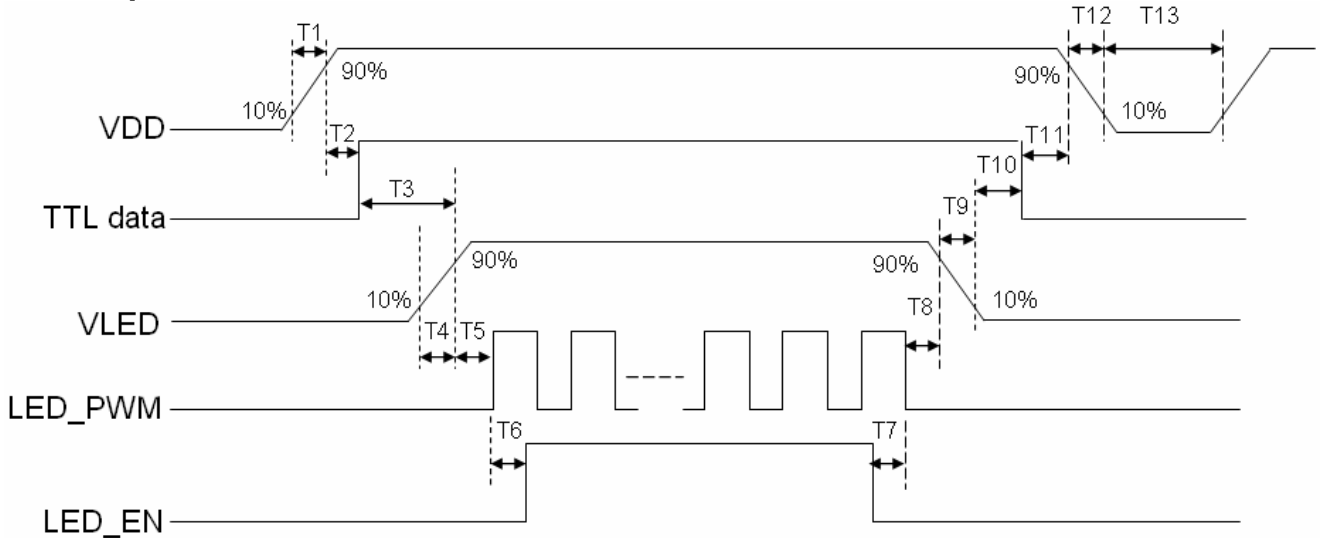 T1
T12 T13
90%
90%
10%
10%
VDD
T2
T11
T10
T3
TTL data
T9
90%
90%
10%
10%
VLED
T4 T5
T8
LED_PWM
T6
T7
LED_EN